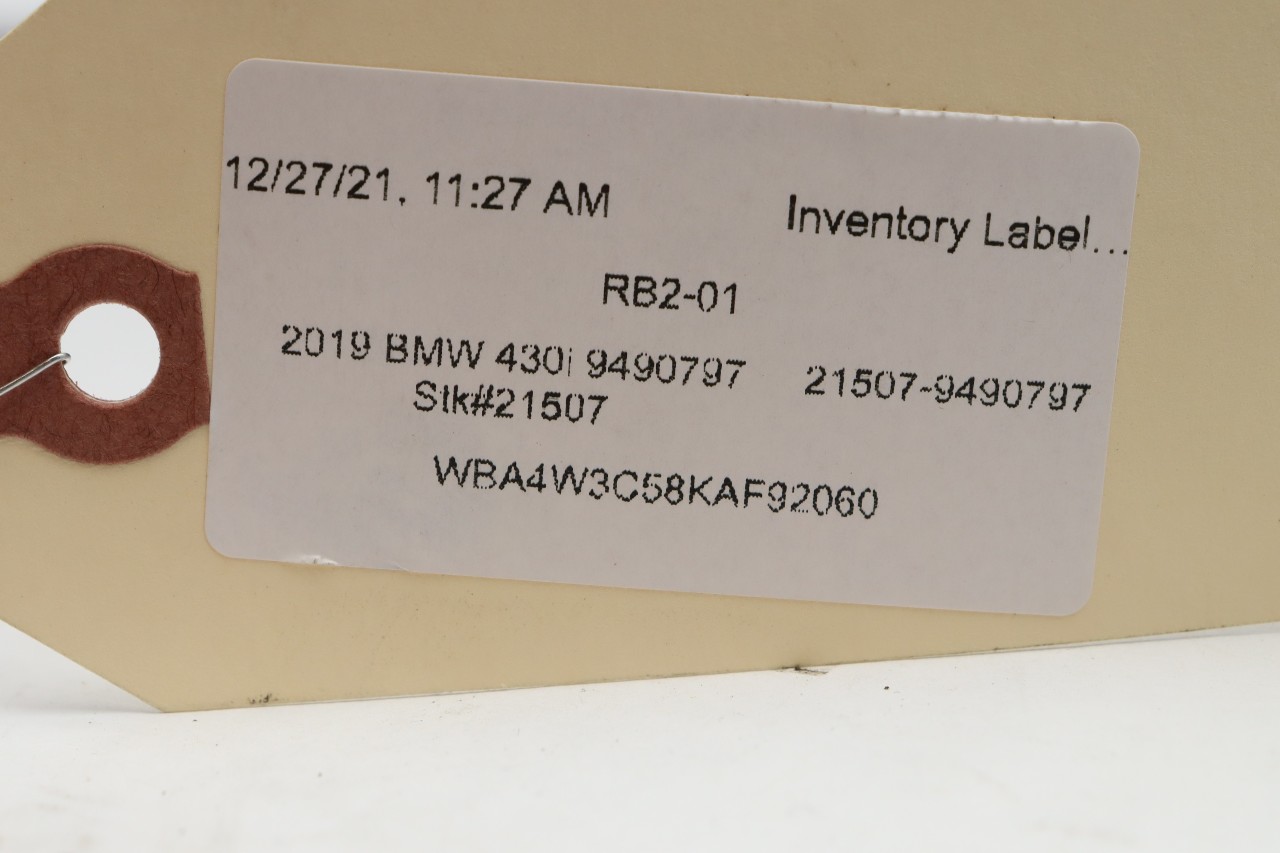 12/27/21, 11:27 AM Inventory Label...
RB2-01
2019 BMW 430i 9490797 21507-9490797
Stk#21507
WBA4W3C58KAF92060